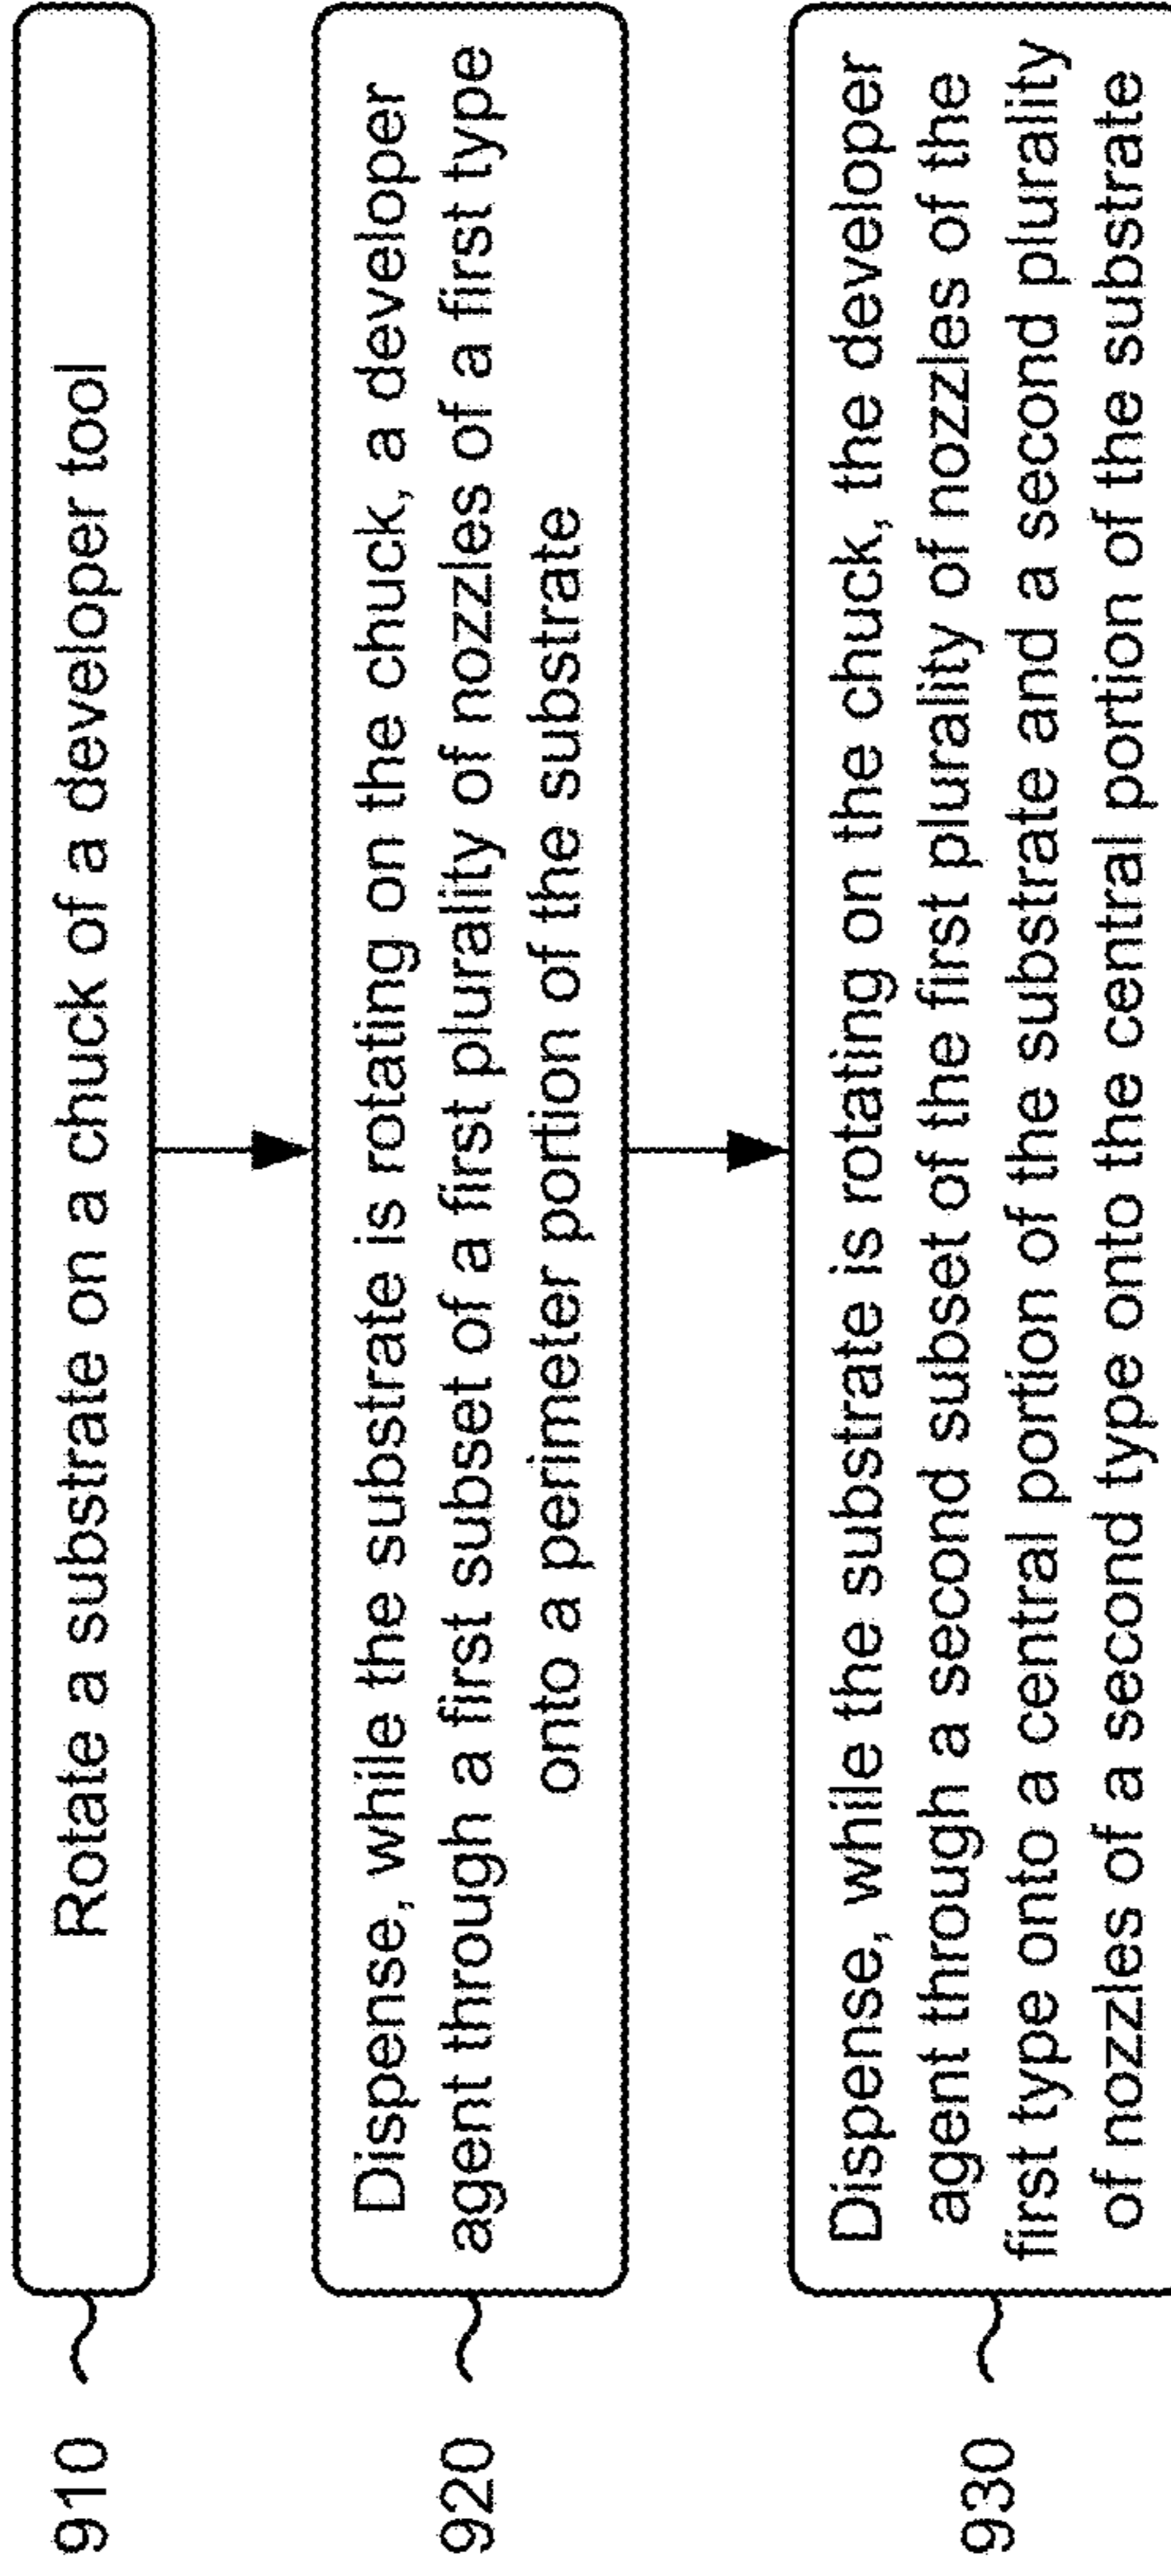 910
Rotate a substrate on a chuck of a developer tool
920
Dispense, while the substrate is rotating on the chuck, a developer
agent through a first subset of a first plurality of nozzles of a first type
onto a perimeter portion of the substrate
930
Dispense, while the substrate is rotating on the chuck, the developer
agent through a second subset of the first plurality of nozzles of the
first type onto a central portion of the substrate and a second plurality
of nozzles of a second type onto the central portion of the substrate